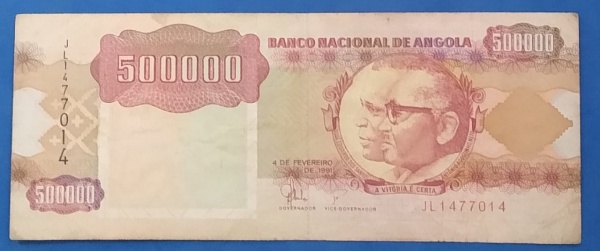 BANCO NACIONAL DE ANGOLA
500000
500000
JL1477014
4 DE FEVEREIRO
DE 1991
A VITÓRIA É CERTA
GOVERNADOR VICE-GOVERNADOR
JL1477014
500000